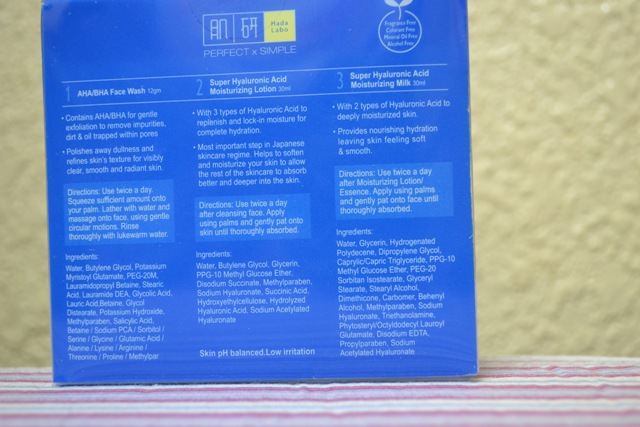 肌研
Hada
Labo
PERFECT x SIMPLE
Fragrance Free
Colorant Free
Mineral Oil Free
Alcohol Free
1 AHA/BHA Face Wash 12gm
• Contains AHA/BHA for gentle
exfoliation to remove impurities,
dirt & oil trapped within pores
• Polishes away dullness and
refines skin's texture for visibly
clear, smooth and radiant skin.
Directions: Use twice a day.
Squeeze sufficient amount onto
your palm. Lather with water and
massage onto face, using gentle
circular motions. Rinse
thoroughly with lukewarm water.
Ingredients:
Water, Butylene Glycol, Potassium
Myristoyl Glutamate, PEG-20M,
Lauramidopropyl Betaine, Stearic
Acid, Lauramide DEA, Glycolic Acid,
Lauric Acid,Betaine, Glycol
Distearate, Potassium Hydroxide,
Methylparaben, Salicylic Acid,
Betaine / Sodium PCA / Sorbitol /
Serine / Glycine / Glutamic Acid /
Alanine / Lysine / Arginine /
Threonine / Proline / Methylpar
2 Super Hyaluronic Acid
Moisturizing Lotion 30ml
• With 3 types of Hyaluronic Acid to
replenish and lock-in moisture for
complete hydration.
• Most important step in Japanese
skincare regime. Helps to soften
and moisturize your skin to allow
the rest of the skincare to absorb
better and deeper into the skin.
Directions: Use twice a day
after cleansing face. Apply
using palms and gently pat onto
skin until thoroughly absorbed.
Ingredients:
Water, Butylene Glycol, Glycerin,
PPG-10 Methyl Glucose Ether,
Disodium Succinate, Methylparaben,
Sodium Hyaluronate, Succinic Acid,
Hydroxyethylcellulose, Hydrolyzed
Hyaluronic Acid, Sodium Acetylated
Hyaluronate
3 Super Hyaluronic Acid
Moisturizing Milk 30ml
• With 2 types of Hyaluronic Acid to
deeply moisturized skin.
• Provides nourishing hydration
leaving skin feeling soft
& smooth.
Directions: Use twice a day
after Moisturizing Lotion/
Essence. Apply using palms
and gently pat onto face until
thoroughly absorbed.
Ingredients:
Water, Glycerin, Hydrogenated
Polydecene, Dipropylene Glycol,
Caprylic/Capric Triglyceride, PPG-10
Methyl Glucose Ether, PEG-20
Sorbitan Isostearate, Glyceryl
Stearate, Stearyl Alcohol,
Dimethicone, Carbomer, Behenyl
Alcohol, Methylparaben, Sodium
Hyaluronate, Triethanolamine,
Phytosteryl/Octyldodecyl Lauroyl
Glutamate, Disodium EDTA,
Propylparaben, Sodium
Acetylated Hyaluronate
Skin pH balanced.Low irritation